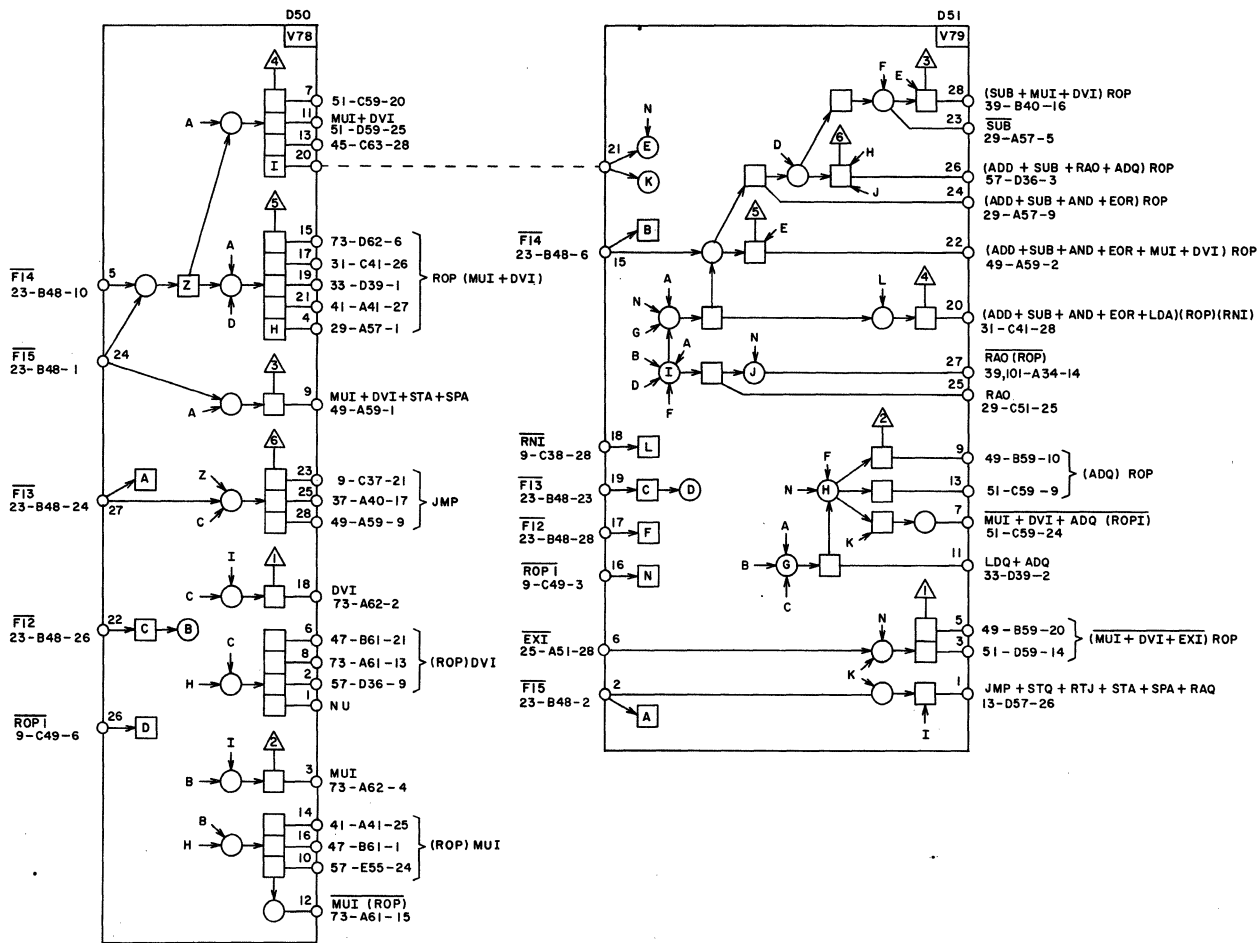 D50
V78
4
7
51-C59-20
A
11
MUI+DVI
51-D59-25
13
45-C63-28
I
20
5
15
73-D62-6
A
17
31-C41-26
F14
23-B48-10
5
Z
19
33-D39-1
ROP (MUI+DVI)
21
41-A41-27
D
H
4
29-A57-1
F15
23-B48-1
24
3
9
MUI+DVI+STA+SPA
49-A59-1
A
6
F13
23-B48-24
27
A
Z
C
23
9-C37-21
25
37-A40-17
JMP
28
49-A59-9
I
1
C
18
DVI
73-A62-2
F12
23-B48-26
22
C
B
C
6
47-B61-21
8
73-A61-13
(ROP)DVI
H
2
57-D36-9
1
NU
ROP1
9-C49-6
26
D
I
2
B
3
MUI
73-A62-4
B
14
41-A41-25
H
16
47-B61-1
(ROP) MUI
10
57-E55-24
12
MUI (ROP)
73-A61-15
D51
V79
3
F
E
28
(SUB+MUI+DVI) ROP
39-B40-16
23
SUB
29-A57-5
N
21
E
K
D
6
H
J
26
(ADD+SUB+RAO+ADQ) ROP
57-D36-3
24
(ADD+SUB+AND+EOR) ROP
29-A57-9
F14
23-B48-6
15
B
5
E
22
(ADD+SUB+AND+EOR+MUI+DVI) ROP
49-A59-2
A
N
G
L
4
20
(ADD+SUB+AND+EOR+LDA)(ROP)(RNI)
31-C41-28
B
A
D
I
F
N
J
27
RAO (ROP)
39,101-A34-14
25
RAO
29-C51-25
RNI
9-C38-28
18
L
2
F13
23-B48-23
19
C
D
F
N
H
9
49-B59-10
13
51-C59-9
(ADQ) ROP
F12
23-B48-28
17
F
K
7
MUI+DVI+ADQ (ROPI)
51-C59-24
ROP1
9-C49-3
16
N
A
B
G
C
11
LDQ+ADQ
33-D39-2
1
EXI
25-A51-28
6
N
K
5
49-B59-20
3
51-D59-14
(MUI+DVI+EXI) ROP
F15
23-B48-2
2
A
I
1
JMP+STQ+RTJ+STA+SPA+RAQ
13-D57-26